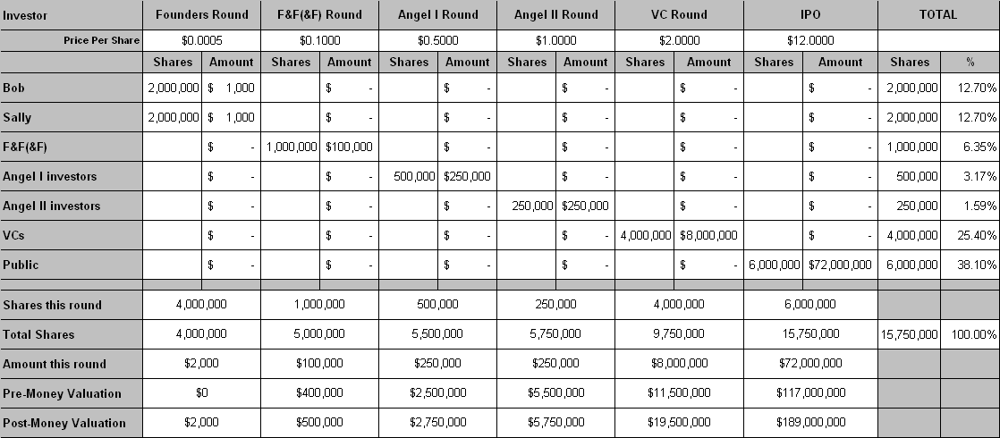 Investor Founders Round F&F(&F) Round Angel I Round Angel II Round VC Round IPO TOTAL
Price Per Share $0.0005 $0.1000 $0.5000 $1.0000 $2.0000 $12.0000
Shares Amount Shares Amount Shares Amount Shares Amount Shares Amount Shares Amount Shares %
Bob 2,000,000 $ 1,000 $ - $ - $ - $ - $ - 2,000,000 12.70%
Sally 2,000,000 $ 1,000 $ - $ - $ - $ - $ - 2,000,000 12.70%
F&F(&F) $ - 1,000,000 $100,000 $ - $ - $ - $ - 1,000,000 6.35%
Angel I investors $ - $ - 500,000 $250,000 $ - $ - $ - 500,000 3.17%
Angel II investors $ - $ - $ - 250,000 $250,000 $ - $ - 250,000 1.59%
VCs $ - $ - $ - $ - 4,000,000 $8,000,000 $ - 4,000,000 25.40%
Public $ - $ - $ - $ - $ - 6,000,000 $72,000,000 6,000,000 38.10%
Shares this round 4,000,000 1,000,000 500,000 250,000 4,000,000 6,000,000
Total Shares 4,000,000 5,000,000 5,500,000 5,750,000 9,750,000 15,750,000 15,750,000 100.00%
Amount this round $2,000 $100,000 $250,000 $250,000 $8,000,000 $72,000,000
Pre-Money Valuation $0 $400,000 $2,500,000 $5,500,000 $11,500,000 $117,000,000
Post-Money Valuation $2,000 $500,000 $2,750,000 $5,750,000 $19,500,000 $189,000,000